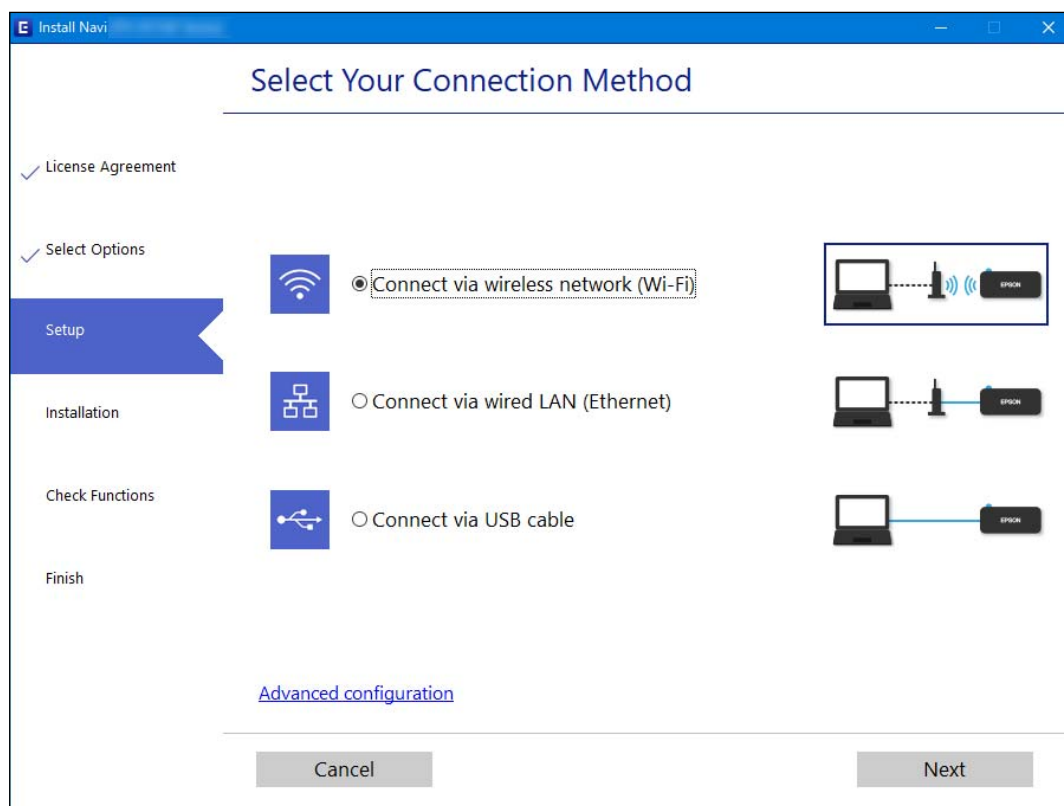 Install Navi
Select Your Connection Method
License Agreement
Select Options
Setup
Installation
Check Functions
Finish
Connect via wireless network (Wi-Fi)
EPSON
Connect via wired LAN (Ethernet)
EPSON
Connect via USB cable
EPSON
Advanced configuration
Cancel
Next